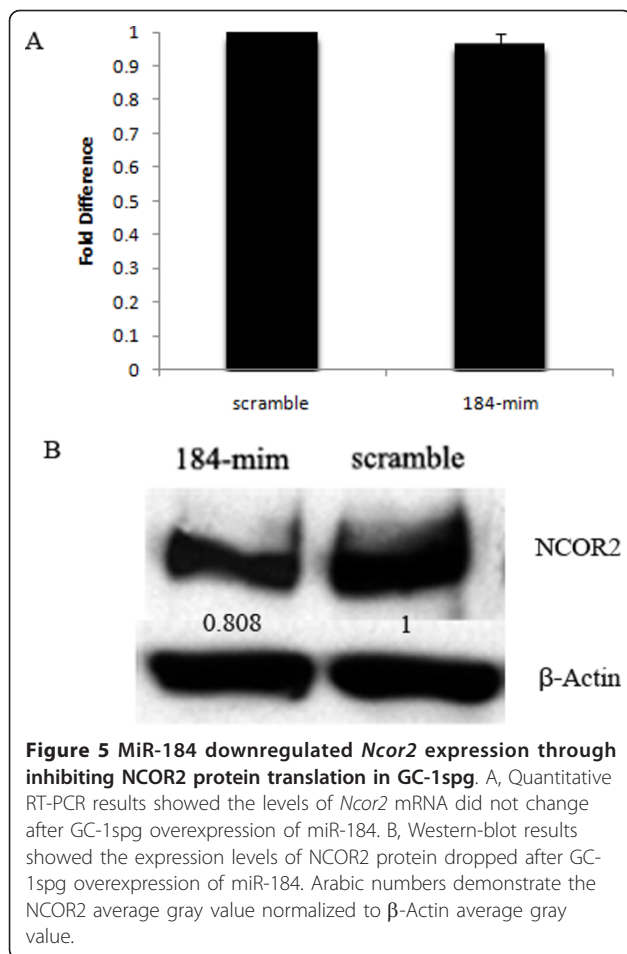 A
1
0.9
0.8
0.7
0.6
0.5
0.4
0.3
0.2
0.1
0
Fold Difference
scramble 184-mim
B
184-mim scramble
NCOR2
0.808 1
β-Actin
Figure 5 MiR-184 downregulated Ncor2 expression through
inhibiting NCOR2 protein translation in GC-1spg. A, Quantitative
RT-PCR results showed the levels of Ncor2 mRNA did not change
after GC-1spg overexpression of miR-184. B, Western-blot results
showed the expression levels of NCOR2 protein dropped after GC-
1spg overexpression of miR-184. Arabic numbers demonstrate the
NCOR2 average gray value normalized to β-Actin average gray
value.